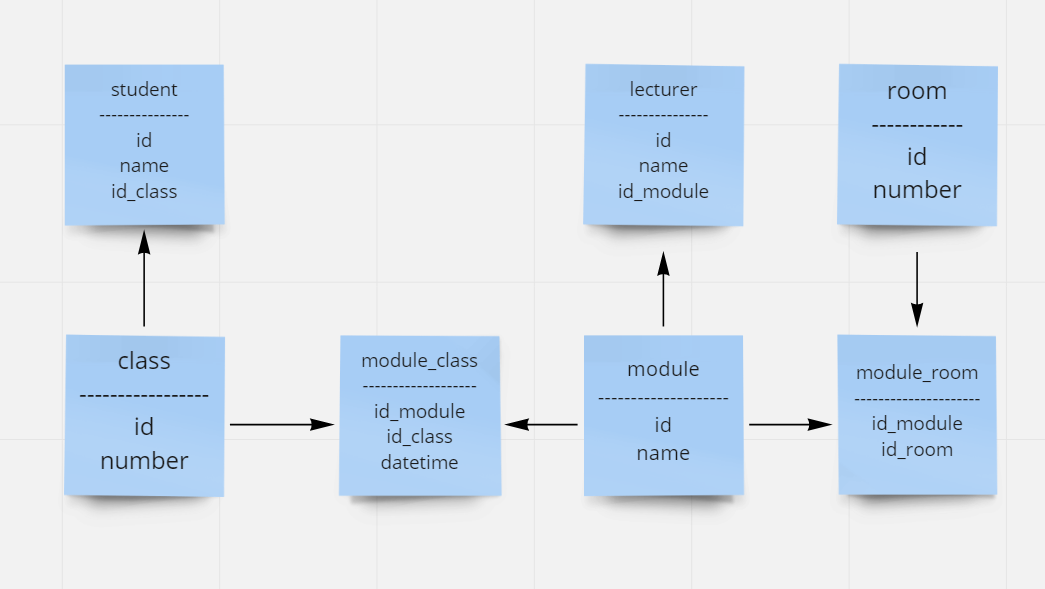 student
---------------
id
name
id_class
lecturer
---------------
id
name
id_module
room
------------
id
number
class
-----------------
id
number
module_class
-------------------
id_module
id_class
datetime
module
-------------------
id
name
module_room
---------------------
id_module
id_room